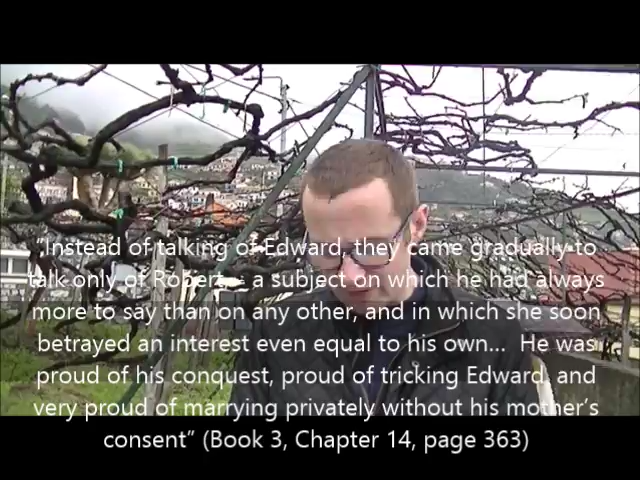 "Instead of talking of Edward, they came gradually to
talk only of Robert, – a subject on which he had always
more to say than on any other, and in which she soon
betrayed an interest even equal to his own… He was
proud of his conquest, proud of tricking Edward, and
very proud of marrying privately without his mother's
consent" (Book 3, Chapter 14, page 363)